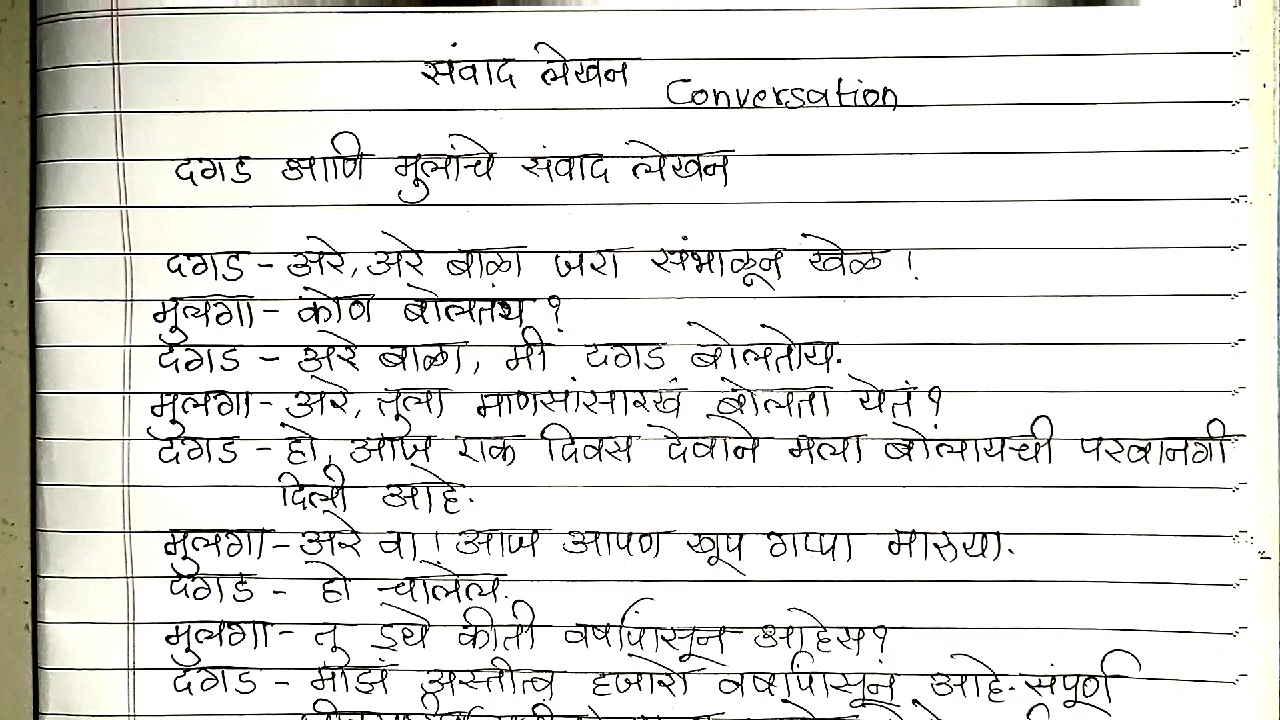 संवाद लेखन
Conversation
दगड आणि मुलांचे संवाद लेखन
दगड - अरे, अरे बाळा जरा संभाळून खेळ !
मुलगा - कोण बोलतंय ?
दगड - अरे बाळा, मी दगड बोलतोय.
मुलगा - अरे, तुला माणसांसारखं बोलता येतं ?
दगड - हो, आज एक दिवस देवाने मला बोलायची परवानगी
दिली आहे.
मुलगा - अरे वा ! आज आपण खूप गप्पा मारुया.
दगड - हो चालेल.
मुलगा - तु इथे कीती वर्षांपासून आहेस ?
दगड - माझं अस्तीत्व हजारो वर्षांपासून आहे. संपूर्ण